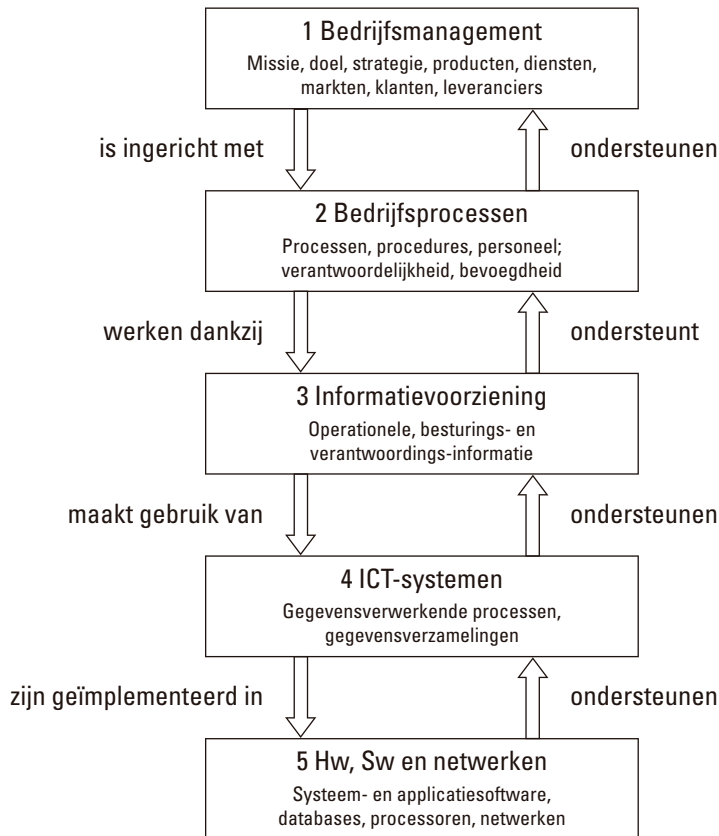 1 Bedrijfsmanagement
Missie, doel, strategie, producten, diensten,
markten, klanten, leveranciers
is ingericht met
ondersteunen
2 Bedrijfsprocessen
Processen, procedures, personeel;
verantwoordelijkheid, bevoegdheid
werken dankzij
ondersteunt
3 Informatievoorziening
Operationele, besturings- en
verantwoordings-informatie
maakt gebruik van
ondersteunen
4 ICT-systemen
Gegevensverwerkende processen,
gegevensverzamelingen
zijn geïmplementeerd in
ondersteunen
5 Hw, Sw en netwerken
Systeem- en applicatiesoftware,
databases, processoren, netwerken